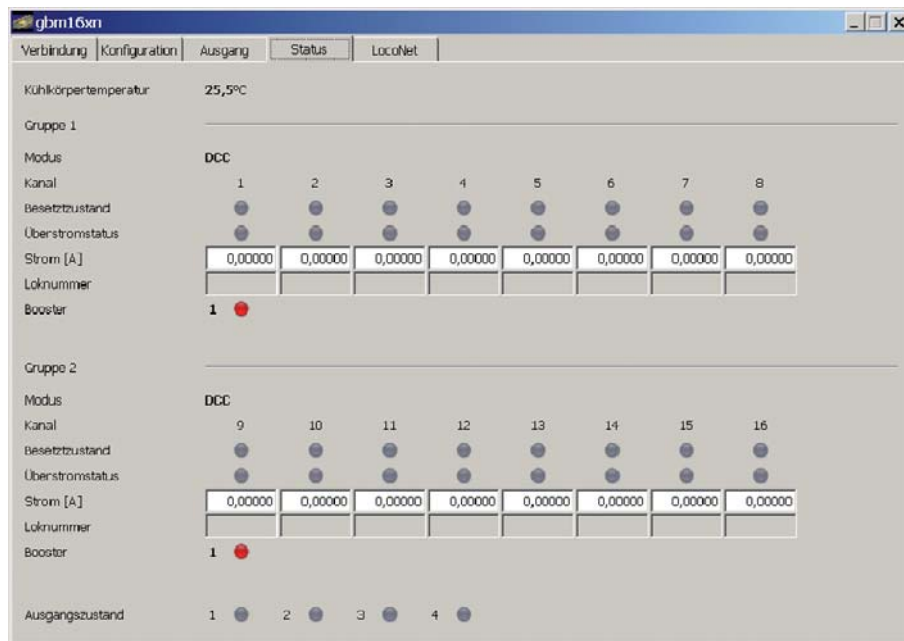 gbm16xn
Verbindung Konfiguration Ausgang Status LocoNet
Kühlkörpertemperatur 25,5°C
Gruppe 1
Modus DCC
Kanal 1 2 3 4 5 6 7 8
Besetztzustand
Überstromstatus
Strom [A] 0,00000 0,00000 0,00000 0,00000 0,00000 0,00000 0,00000 0,00000
Loknummer
Booster 1
Gruppe 2
Modus DCC
Kanal 9 10 11 12 13 14 15 16
Besetztzustand
Überstromstatus
Strom [A] 0,00000 0,00000 0,00000 0,00000 0,00000 0,00000 0,00000 0,00000
Loknummer
Booster 1
Ausgangszustand 1 2 3 4